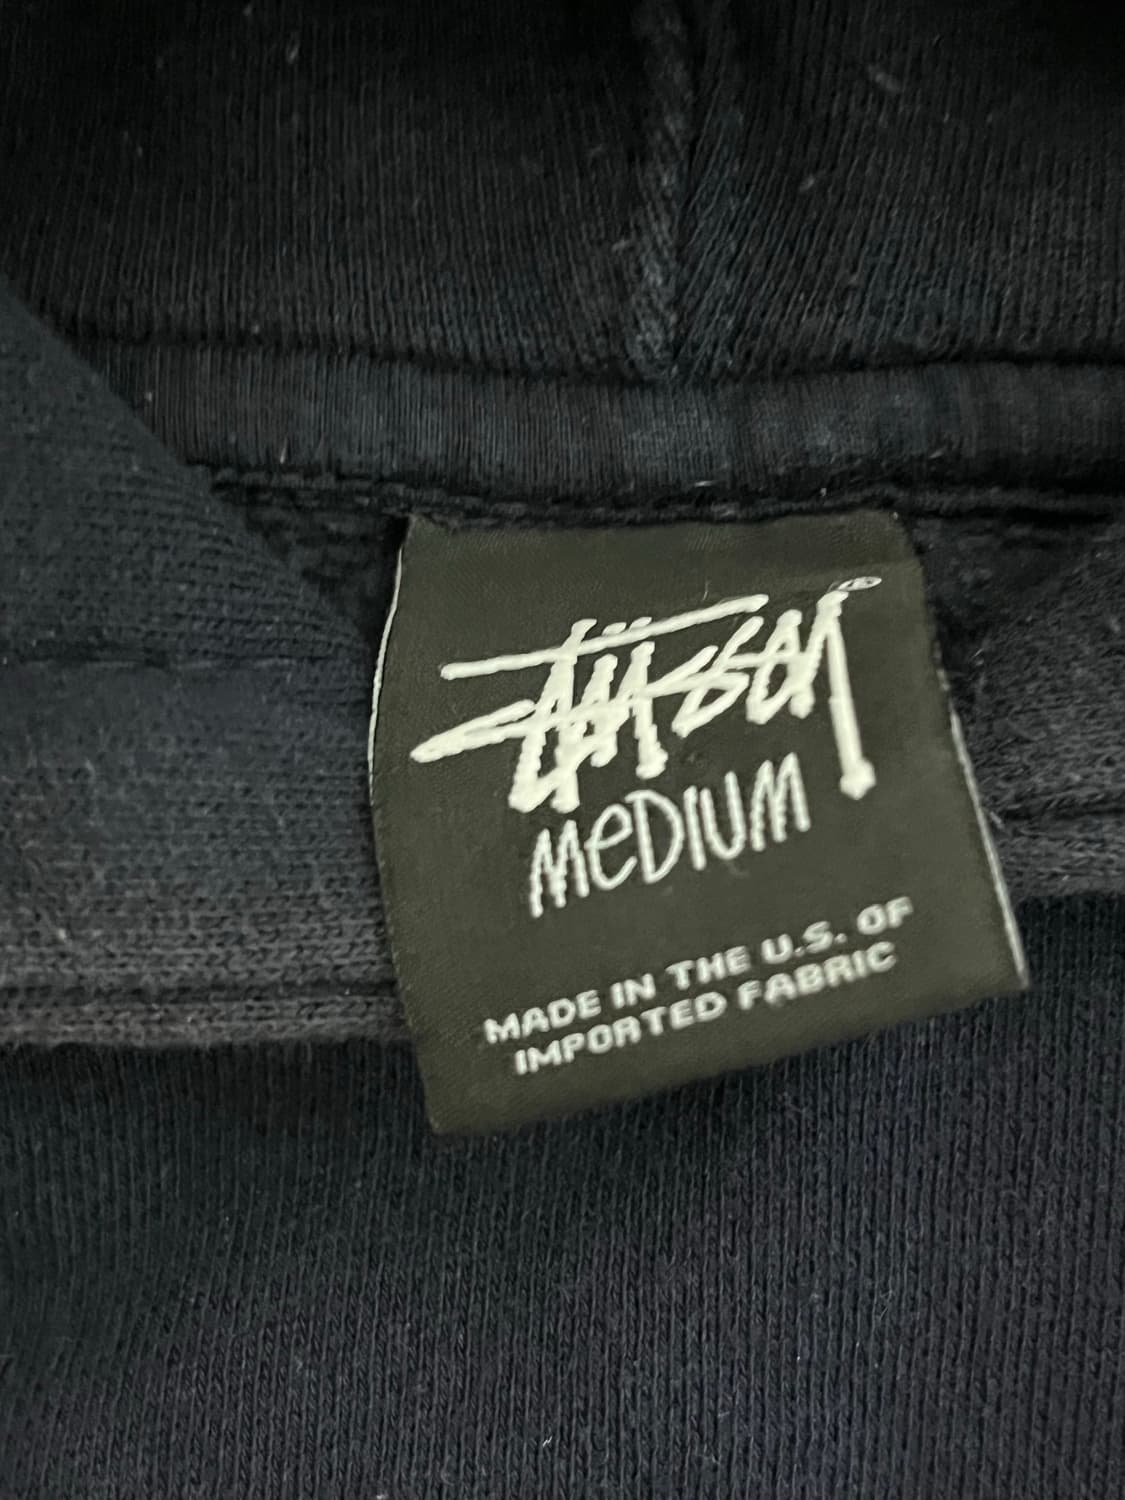 STÜSSY®
MEDIUM
MADE IN THE U.S. OF
IMPORTED FABRIC